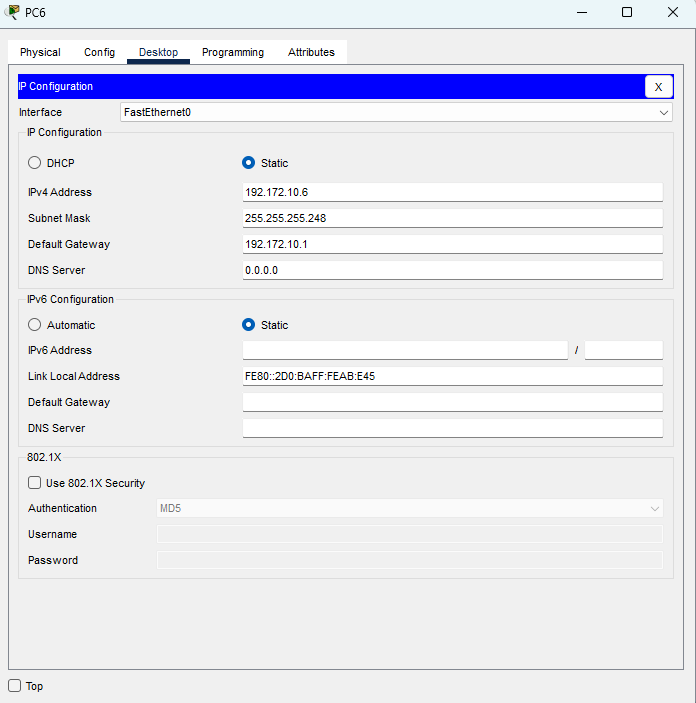 PC6
Physical Config Desktop Programming Attributes
IP Configuration X
Interface FastEthernet0
IP Configuration
DHCP Static
IPv4 Address 192.172.10.6
Subnet Mask 255.255.255.248
Default Gateway 192.172.10.1
DNS Server 0.0.0.0
IPv6 Configuration
Automatic Static
IPv6 Address /
Link Local Address FE80::2D0:BAFF:FEAB:E45
Default Gateway
DNS Server
802.1X
Use 802.1X Security
Authentication MD5
Username
Password
Top